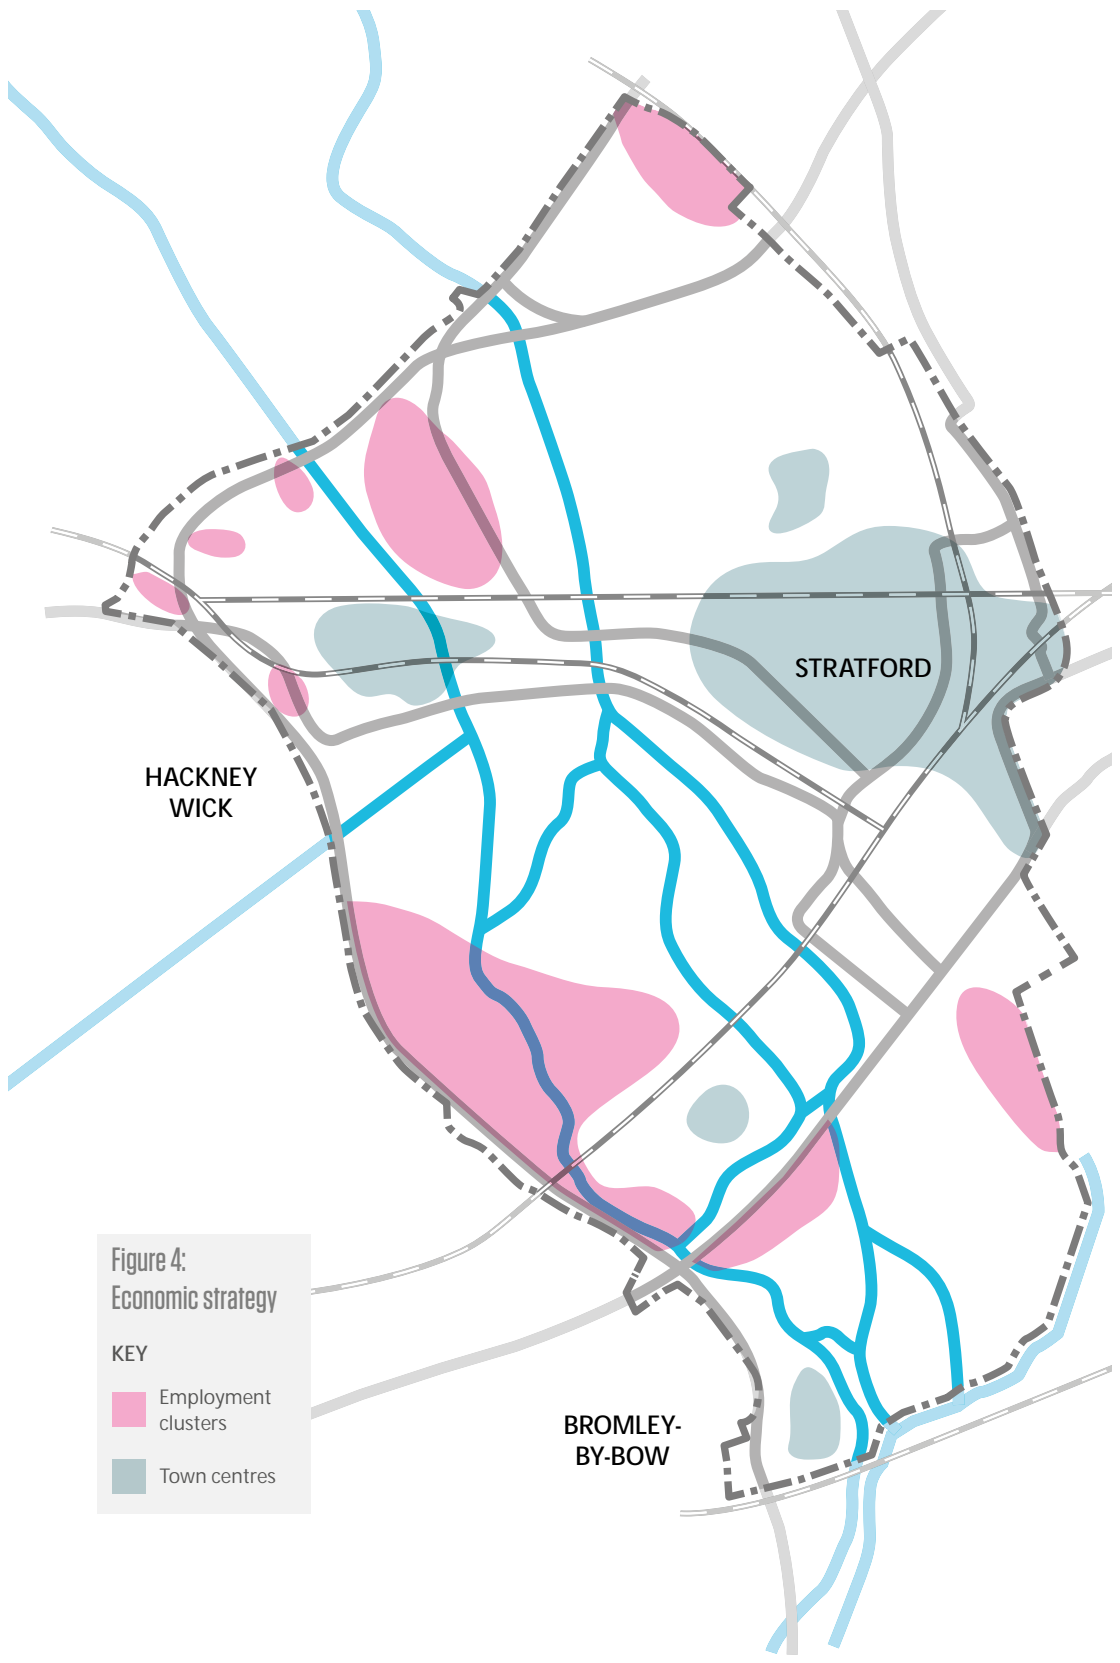 STRATFORD
HACKNEY
WICK
Figure 4:
Economic strategy
KEY
Employment
clusters
Town centres
BROMLEY-
BY-BOW